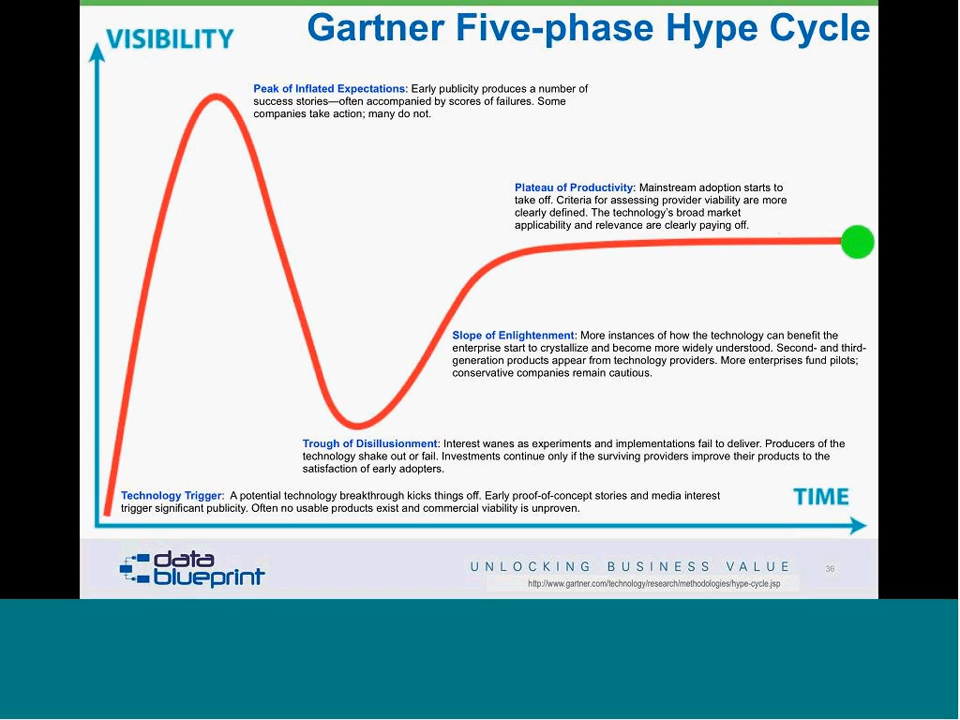 Gartner Five-phase Hype Cycle
VISIBILITY
Peak of Inflated Expectations: Early publicity produces a number of
success stories—often accompanied by scores of failures. Some
companies take action; many do not.
Plateau of Productivity: Mainstream adoption starts to
take off. Criteria for assessing provider viability are more
clearly defined. The technology's broad market
applicability and relevance are clearly paying off.
Slope of Enlightenment: More instances of how the technology can benefit the
enterprise start to crystallize and become more widely understood. Second- and third-
generation products appear from technology providers. More enterprises fund pilots;
conservative companies remain cautious.
Trough of Disillusionment: Interest wanes as experiments and implementations fail to deliver. Producers of the
technology shake out or fail. Investments continue only if the surviving providers improve their products to the
satisfaction of early adopters.
Technology Trigger: A potential technology breakthrough kicks things off. Early proof-of-concept stories and media interest
trigger significant publicity. Often no usable products exist and commercial viability is unproven.
TIME
data
blueprint
UNLOCKING BUSINESS VALUE
36
http://www.gartner.com/technology/research/methodologies/hype-cycle.jsp